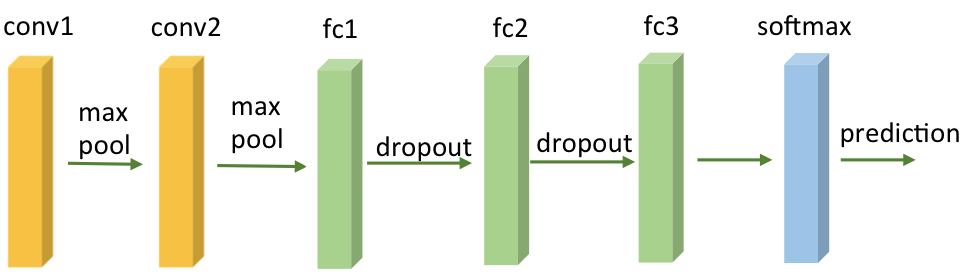 conv1
conv2
fc1
fc2
fc3
softmax
max
pool
max
pool
dropout
dropout
prediction